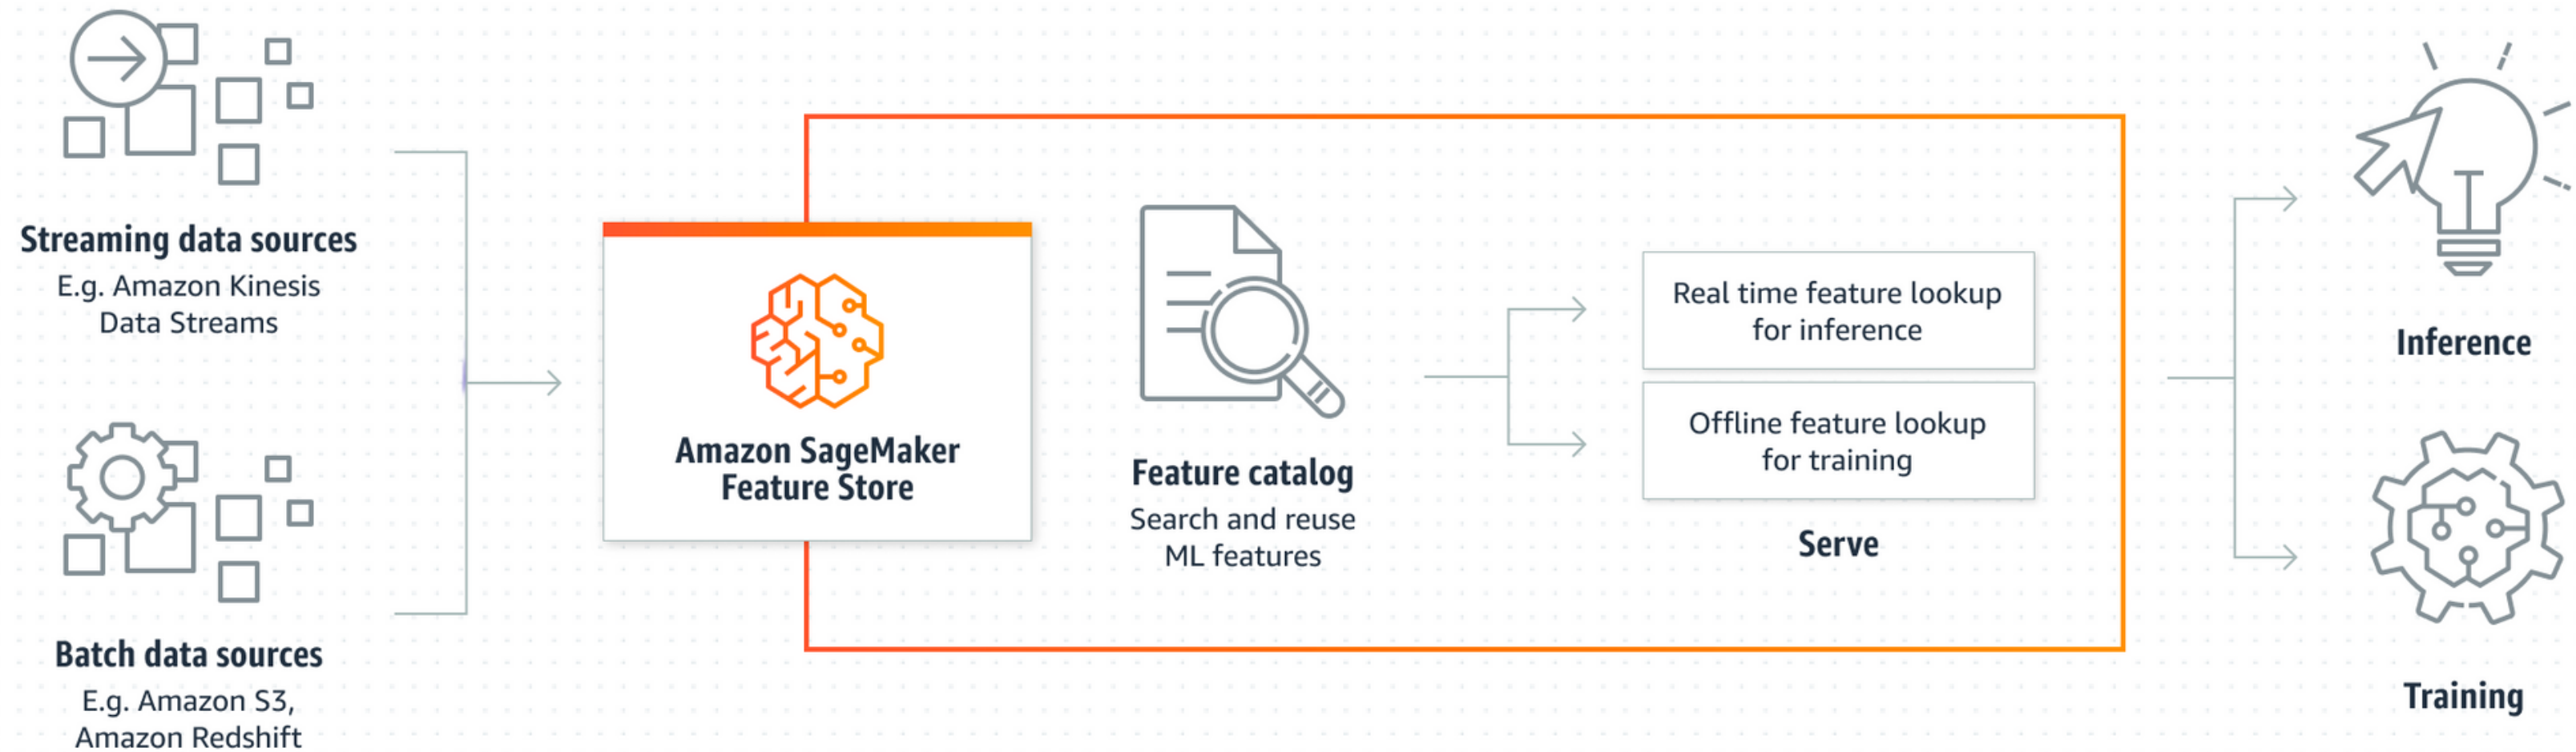 Streaming data sources
E.g. Amazon Kinesis
Data Streams
Batch data sources
E.g. Amazon S3,
Amazon Redshift
Amazon SageMaker
Feature Store
Feature catalog
Search and reuse
ML features
Real time feature lookup
for inference
Offline feature lookup
for training
Serve
Inference
Training